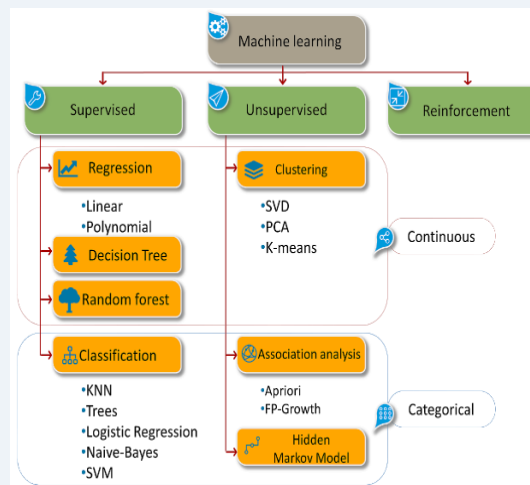 Machine learning
Supervised
Unsupervised
Reinforcement
Regression
•Linear
•Polynomial
Decision Tree
Random forest
Clustering
•SVD
•PCA
•K-means
Continuous
Classification
•KNN
•Trees
•Logistic Regression
•Naive-Bayes
•SVM
Association analysis
•Apriori
•FP-Growth
Hidden
Markov Model
Categorical